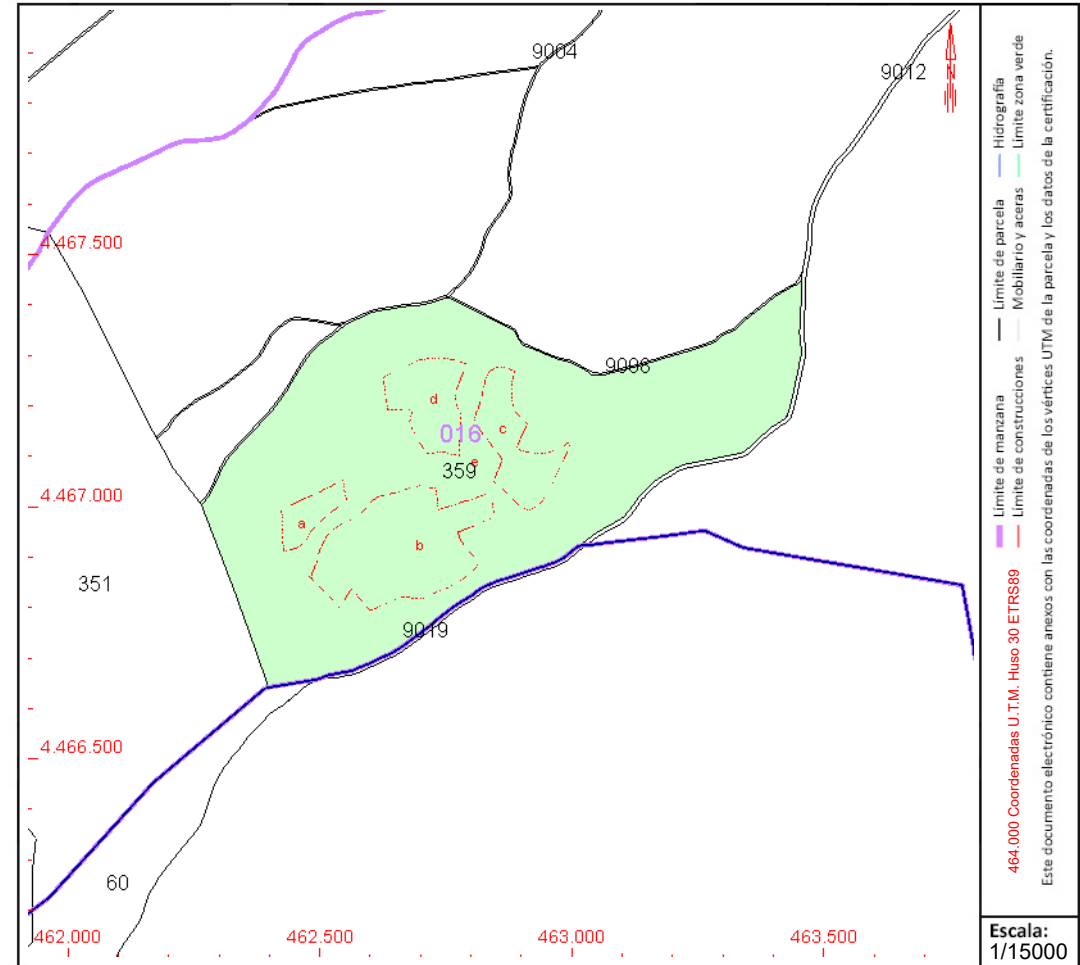 9004
9012
N
4.467.500
9008
d
c
016
e
359
4.467.000
a
b
351
9019
4.466.500
60
462.000
462.500
463.000
463.500
Límite de manzana
Límite de parcela
Hidrografía
Límite de construcciones
Mobiliario y aceras
Límite zona verde
464.000 Coordenadas U.T.M. Huso 30 ETRS89
Este documento electrónico contiene anexos con las coordenadas de los vértices UTM de la parcela y los datos de la certificación.
Escala:
1/15000